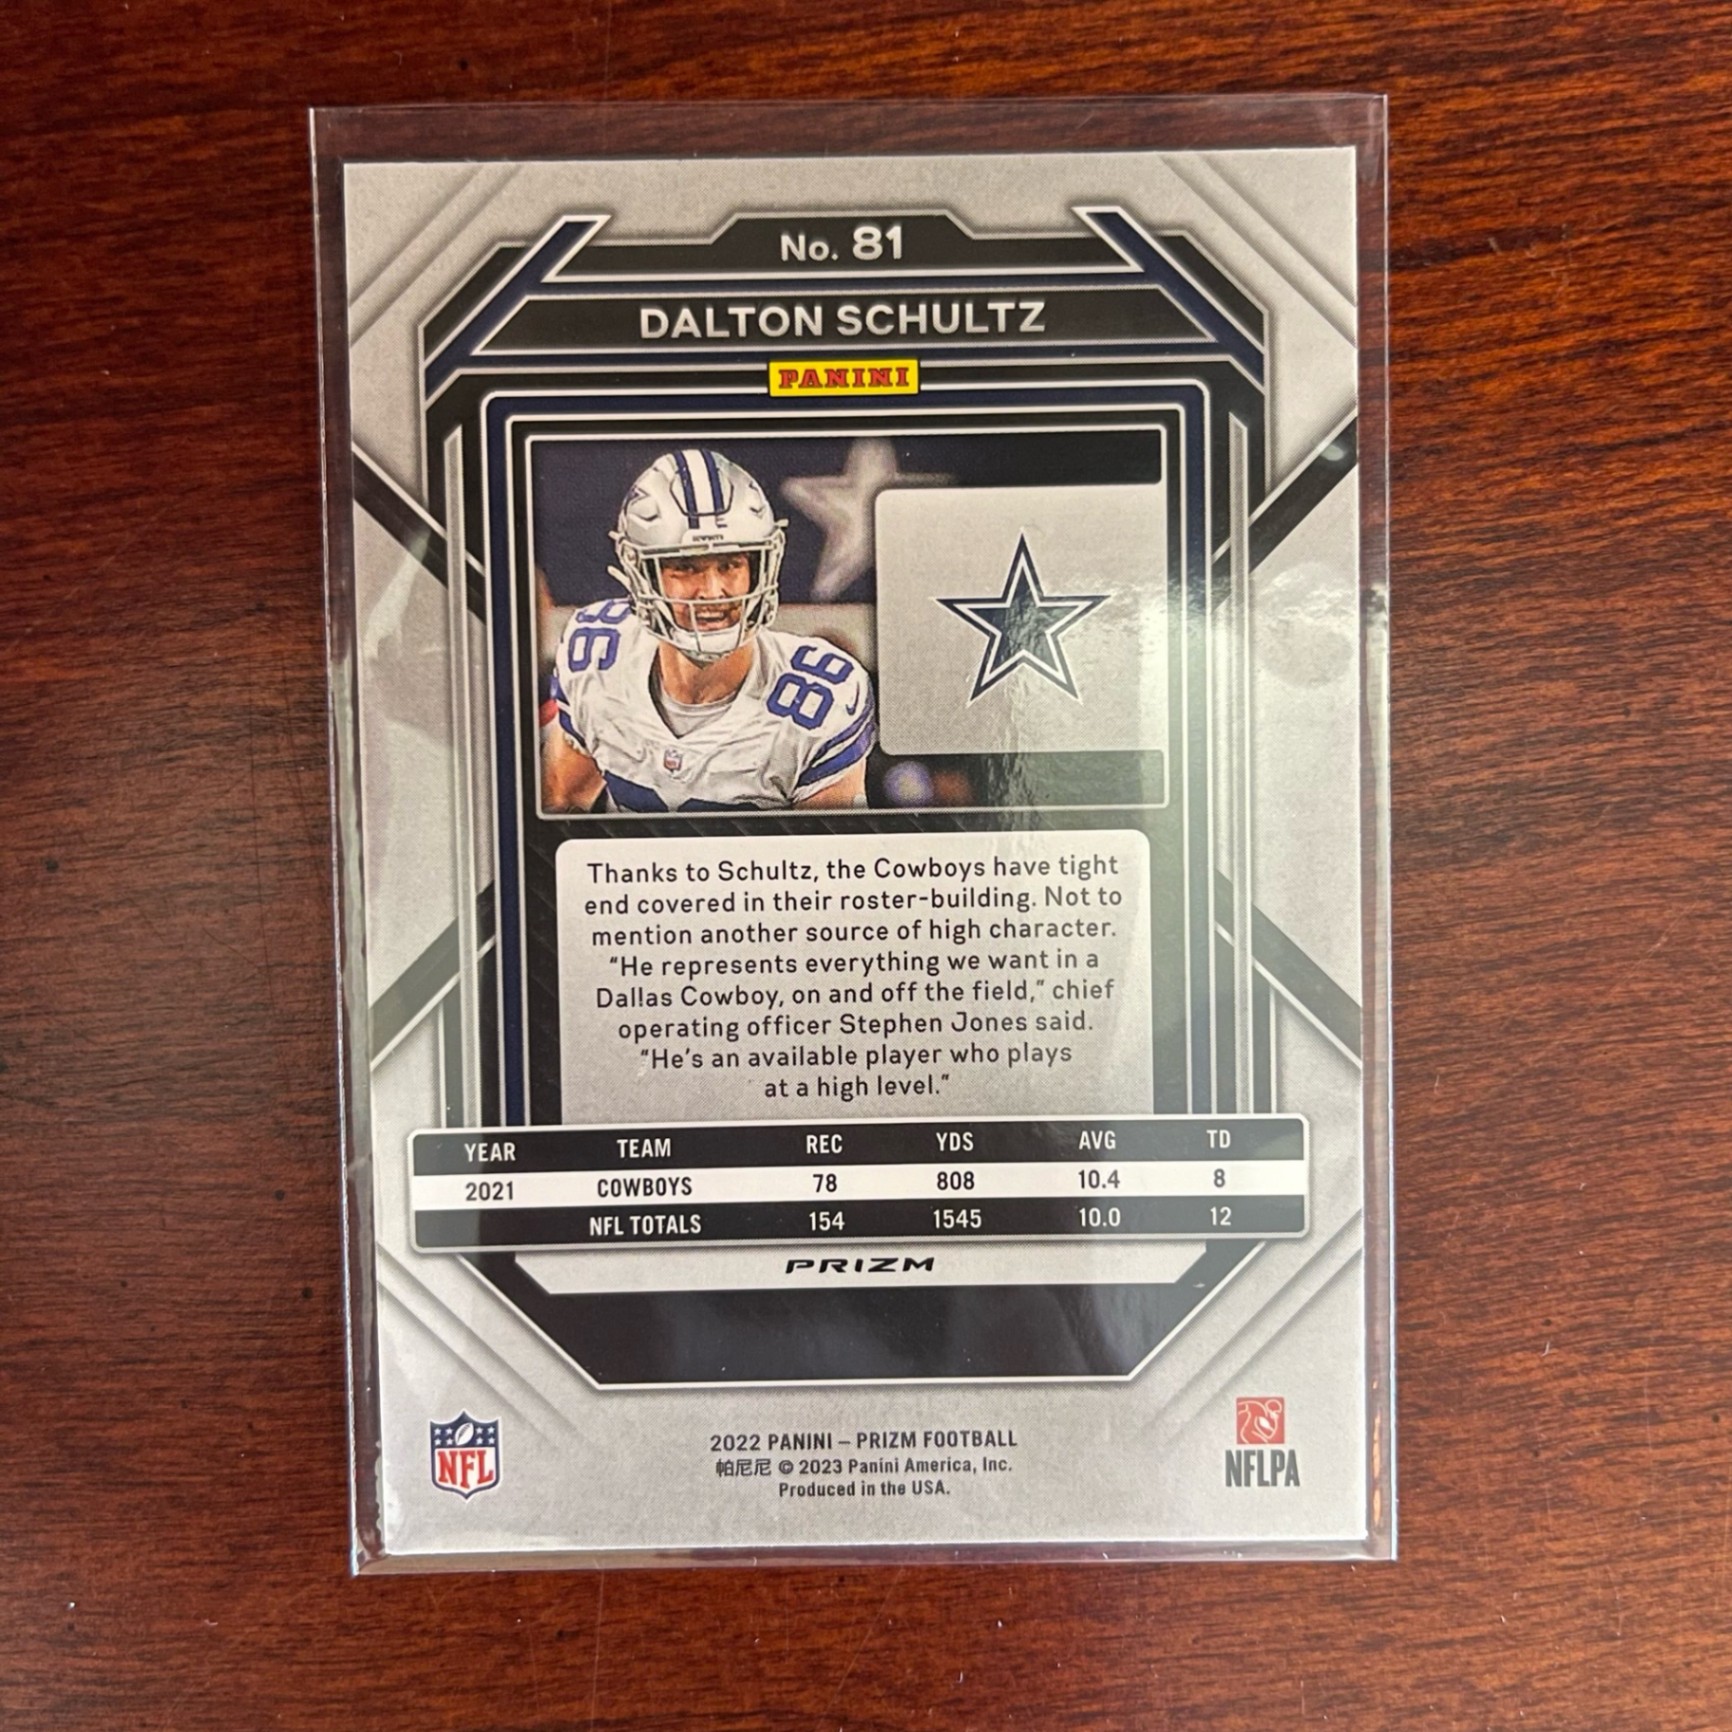 No. 81
DALTON SCHULTZ
PANINI
COWBOYS
86
86
Thanks to Schultz, the Cowboys have tight
end covered in their roster-building. Not to
mention another source of high character.
“He represents everything we want in a
Dallas Cowboy, on and off the field,” chief
operating officer Stephen Jones said.
“He’s an available player who plays
at a high level.”
YEAR TEAM REC YDS AVG TD
2021 COWBOYS 78 808 10.4 8
NFL TOTALS 154 1545 10.0 12
PRIZM
NFL
2022 PANINI – PRIZM FOOTBALL
帕尼尼 © 2023 Panini America, Inc.
Produced in the USA.
NFLPA